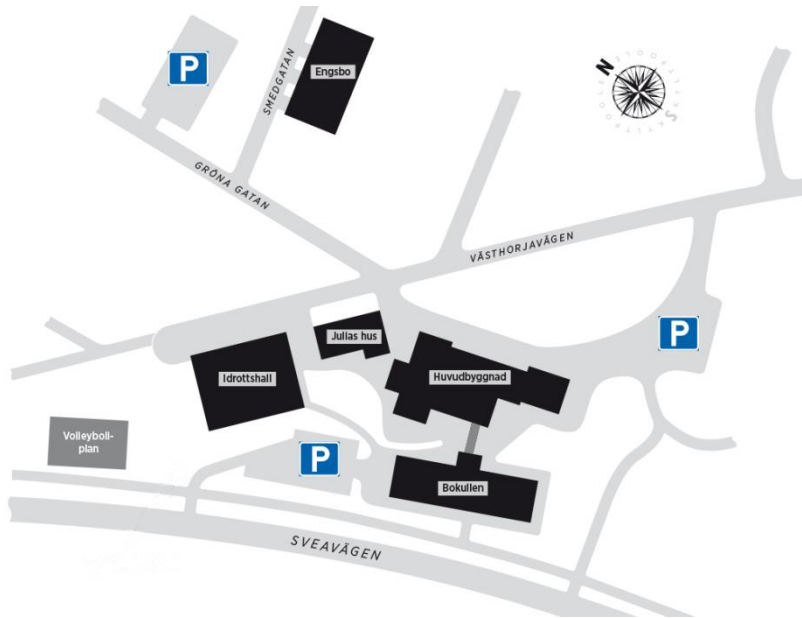 P
Engsbo
SMEDGATAN
N
S
GRÖNA GATAN
VÄSTHORJAVÄGEN
P
Julias hus
Idrottshall
Huvudbyggnad
Volleyboll-
plan
P
Bokullen
SVEAVÄGEN